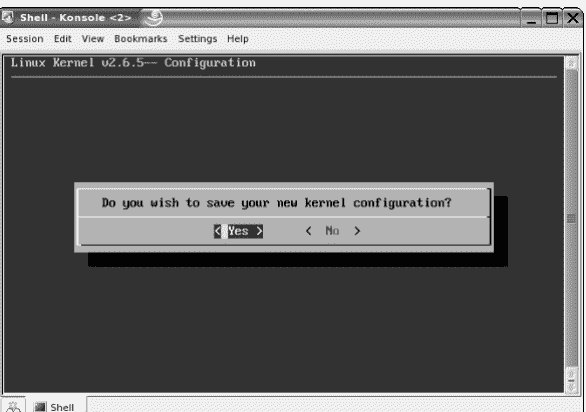 Shell - Konsole <2>
Session Edit View Bookmarks Settings Help
Linux Kernel v2.6.5-- Configuration
Do you wish to save your new kernel configuration?
< Yes > < No >
Shell